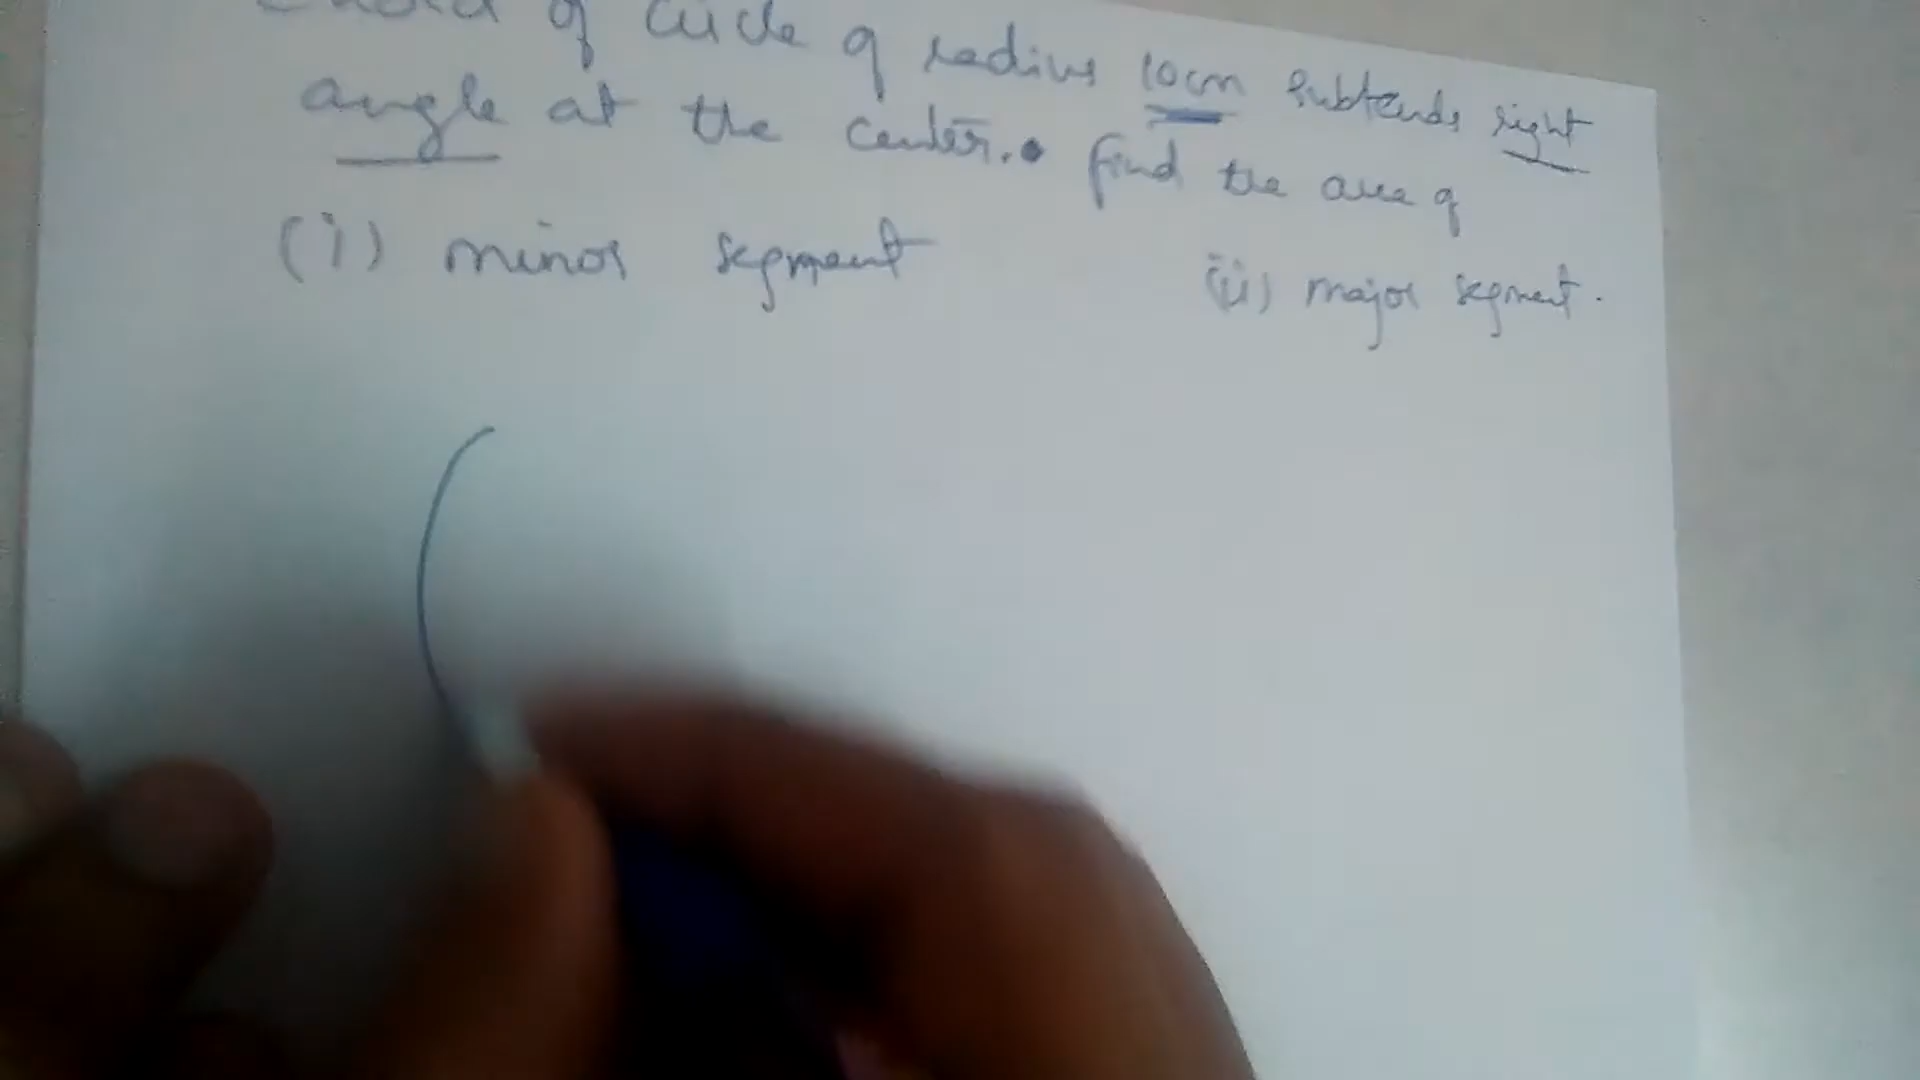 Chord of circle of radius 10cm subtends right
angle at the center. find the area of
(i) minor segment (ii) major segment.